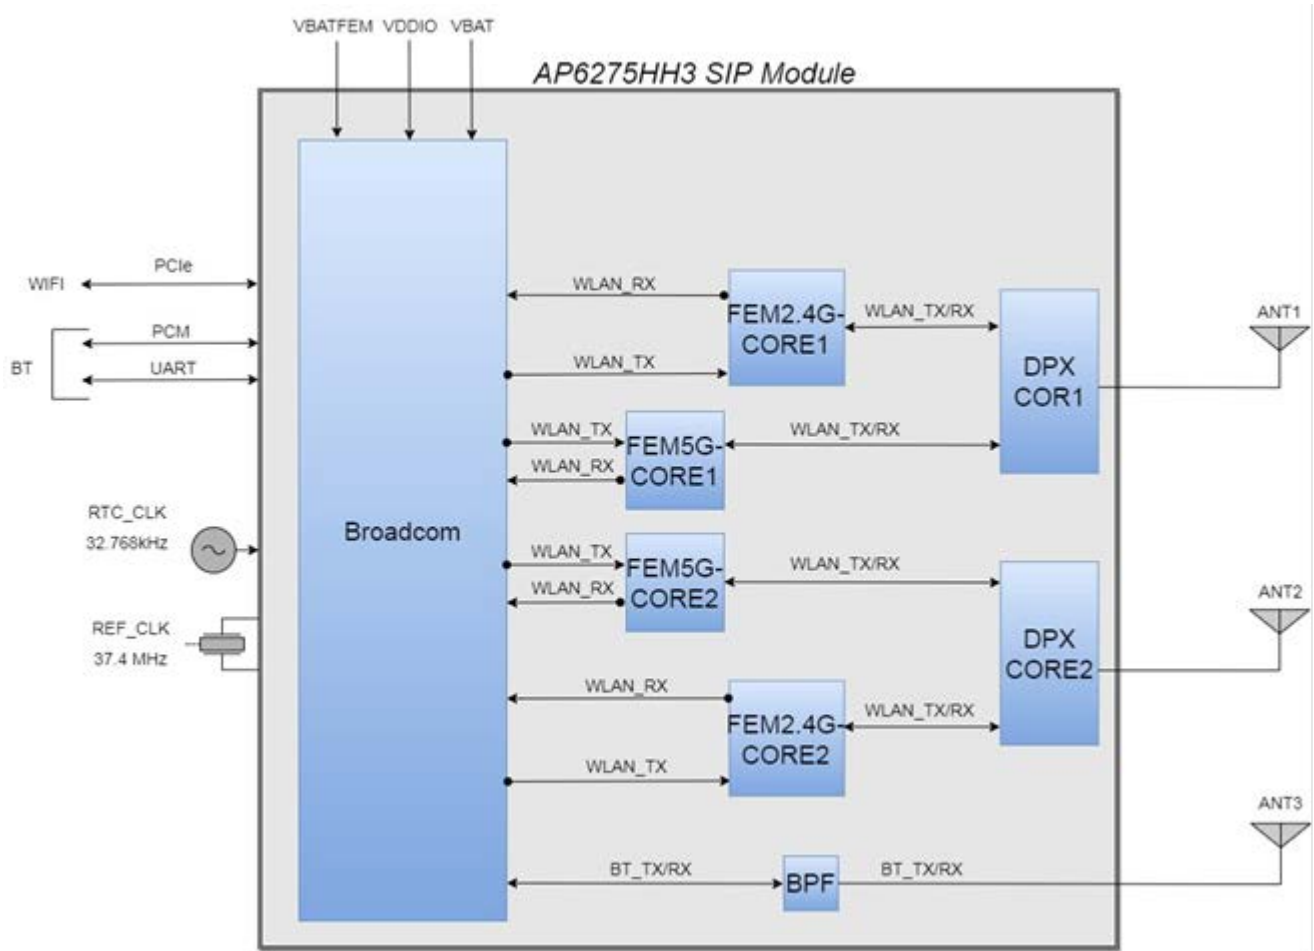 VBATFEM VDDIO VBAT
AP6275HH3 SIP Module
WIFI
PCIe
BT
PCM
UART
RTC_CLK
32.768kHz
REF_CLK
37.4 MHz
Broadcom
WLAN_RX
WLAN_TX
FEM2.4G-
CORE1
WLAN_TX/RX
WLAN_TX
WLAN_RX
FEM5G-
CORE1
WLAN_TX/RX
DPX
COR1
ANT1
WLAN_TX
WLAN_RX
FEM5G-
CORE2
WLAN_TX/RX
WLAN_RX
WLAN_TX
FEM2.4G-
CORE2
WLAN_TX/RX
DPX
CORE2
ANT2
BT_TX/RX
BPF
BT_TX/RX
ANT3